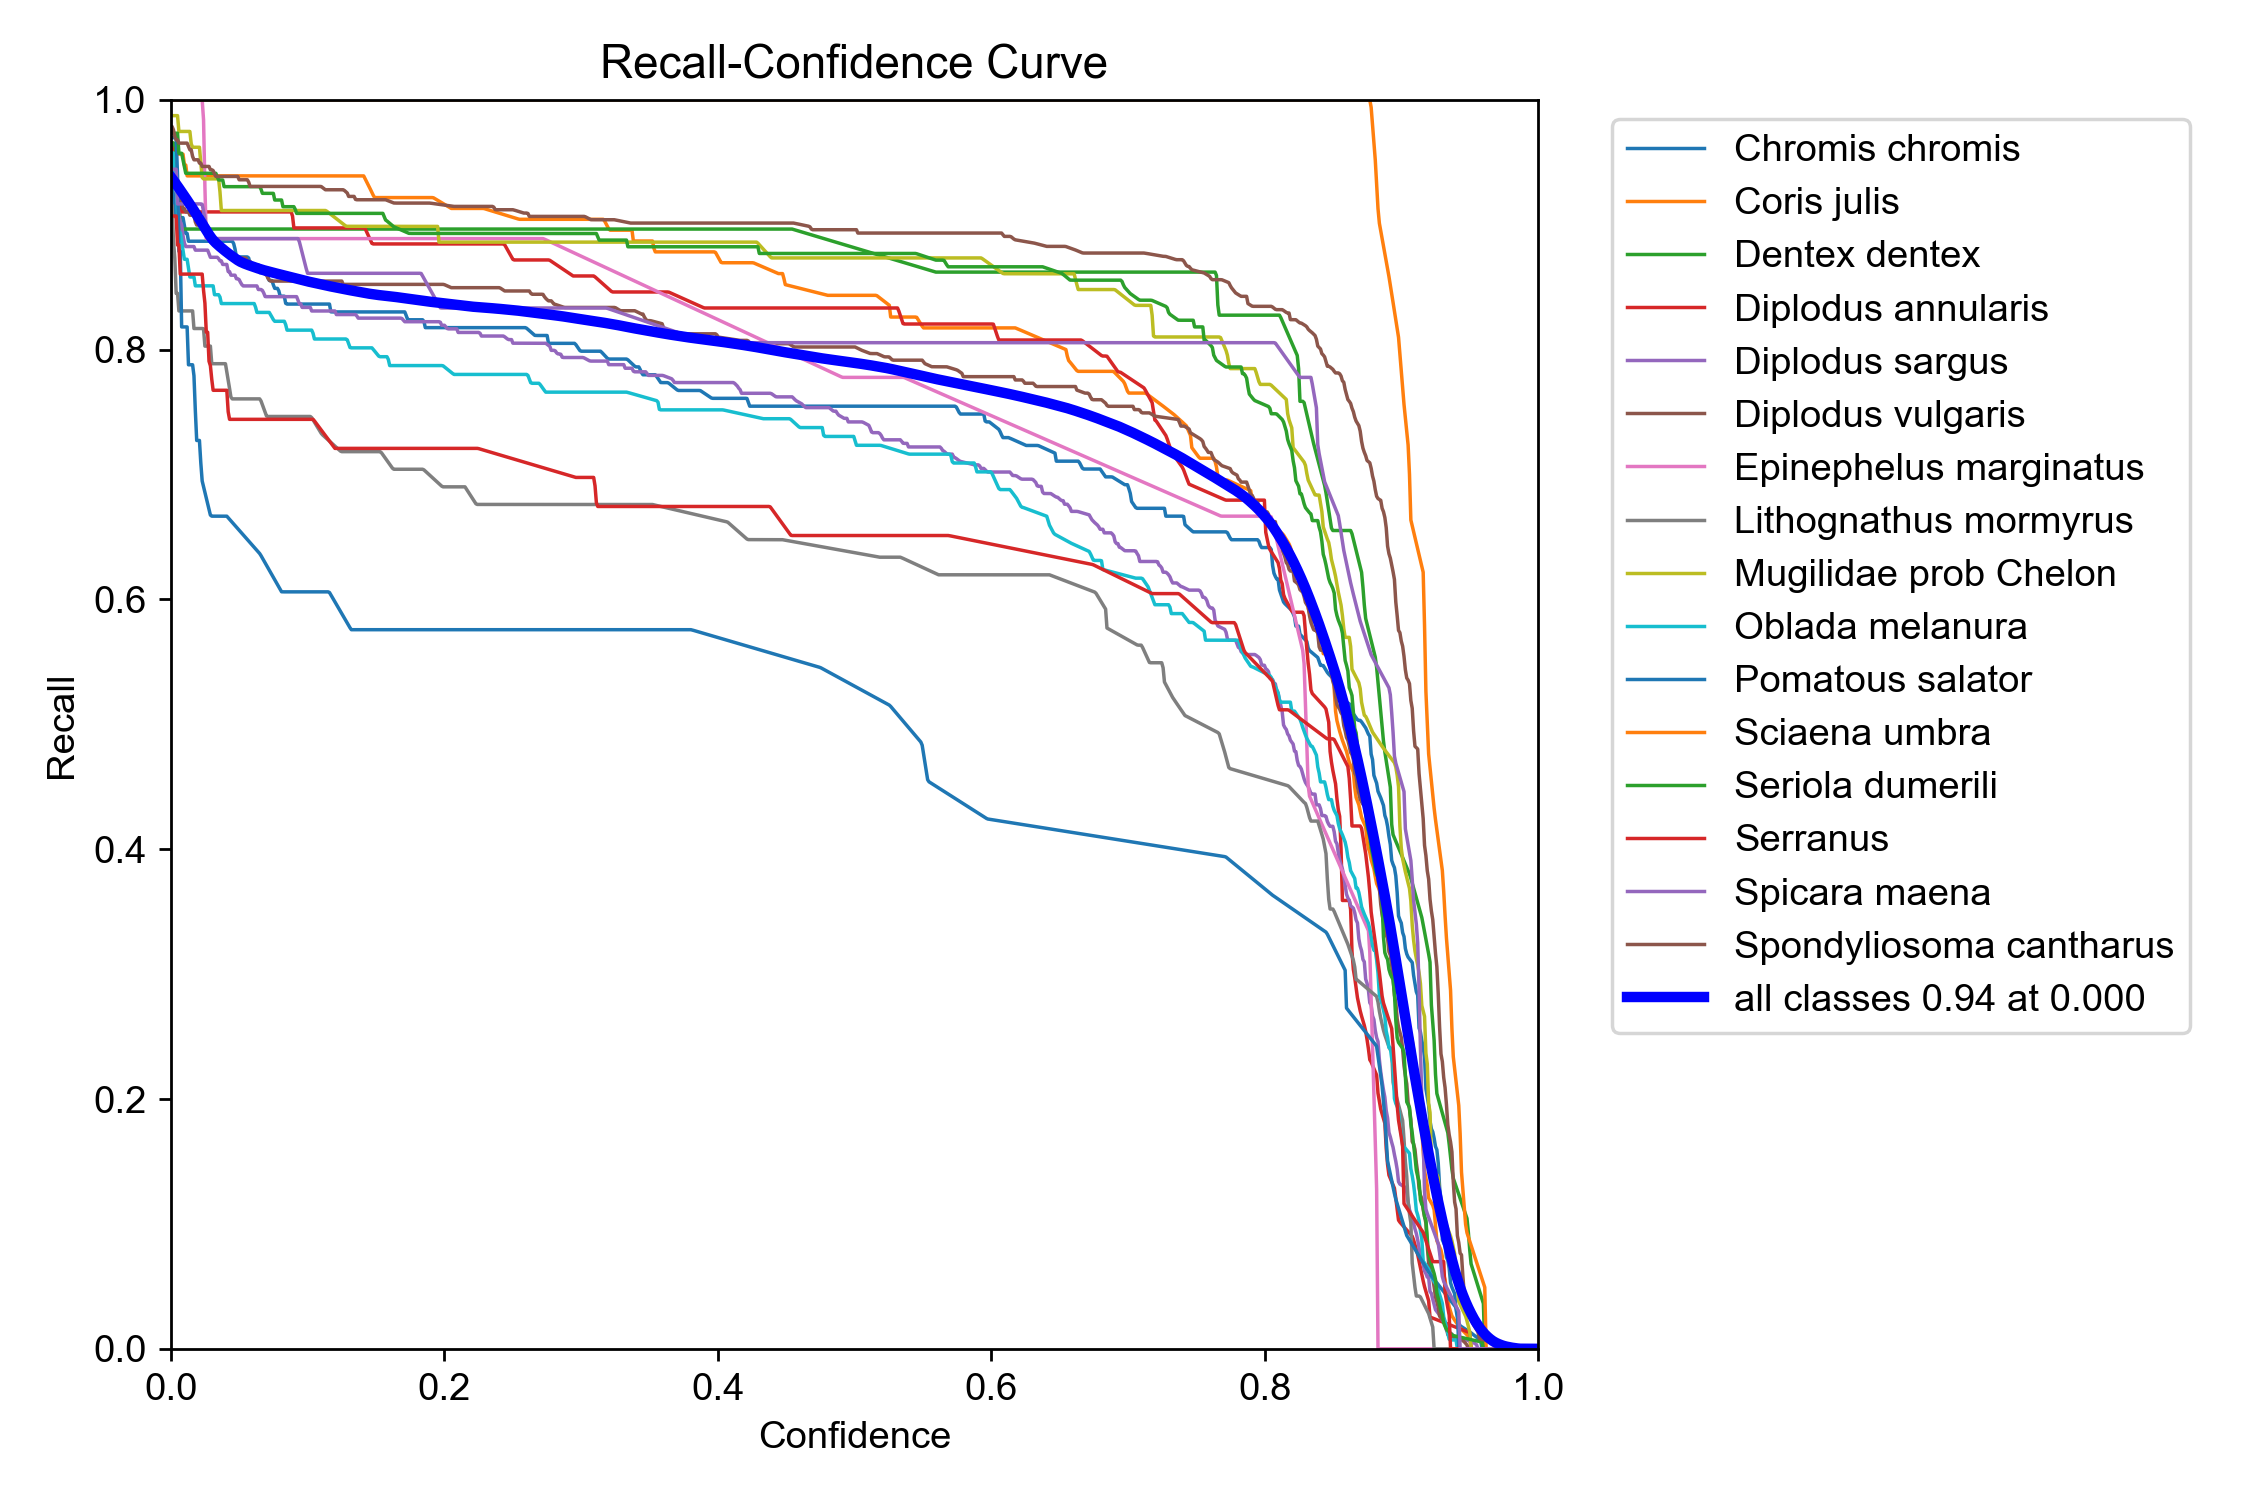 Recall-Confidence Curve
1.0
0.8
0.6
0.4
0.2
0.0
Recall
0.0 0.2 0.4 0.6 0.8 1.0
Confidence
Chromis chromis
Coris julis
Dentex dentex
Diplodus annularis
Diplodus sargus
Diplodus vulgaris
Epinephelus marginatus
Lithognathus mormyrus
Mugilidae prob Chelon
Oblada melanura
Pomatous salator
Sciaena umbra
Seriola dumerili
Serranus
Spicara maena
Spondyliosoma cantharus
all classes 0.94 at 0.000